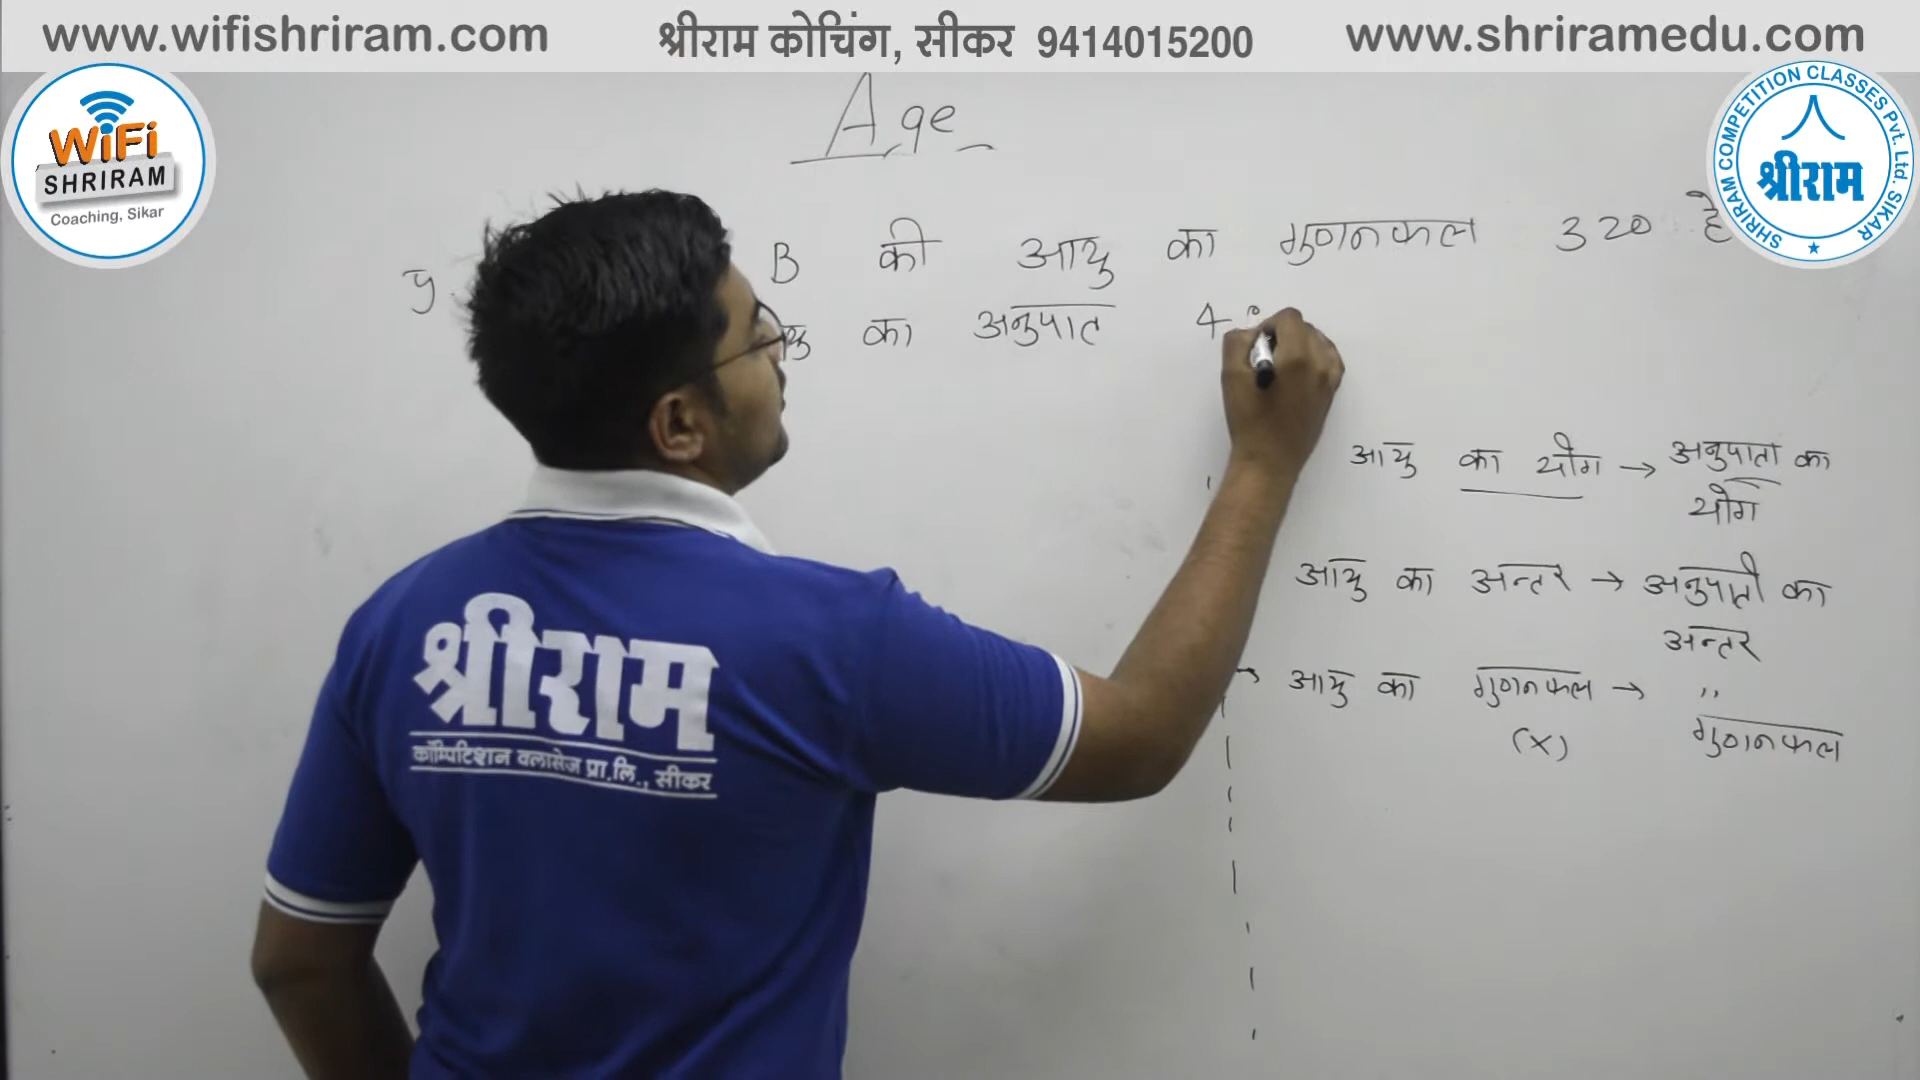 www.wifishriram.com श्रीराम कोचिंग, सीकर 9414015200 www.shriramedu.com
WiFi
SHRIRAM
Coaching, Sikar
SHRIRAM COMPETITION CLASSES Pvt. Ltd. SIKAR
श्रीराम
Age
B की आयु का गुणनफल 320 है
का अनुपात 4:
आयु का योग → अनुपातो का
योग
आयु का अन्तर → अनुपातो का
अन्तर
→ आयु का गुणनफल → ,,
(x) गुणनफल
श्रीराम
कॉम्पिटिशन क्लासेज प्रा.लि., सीकर